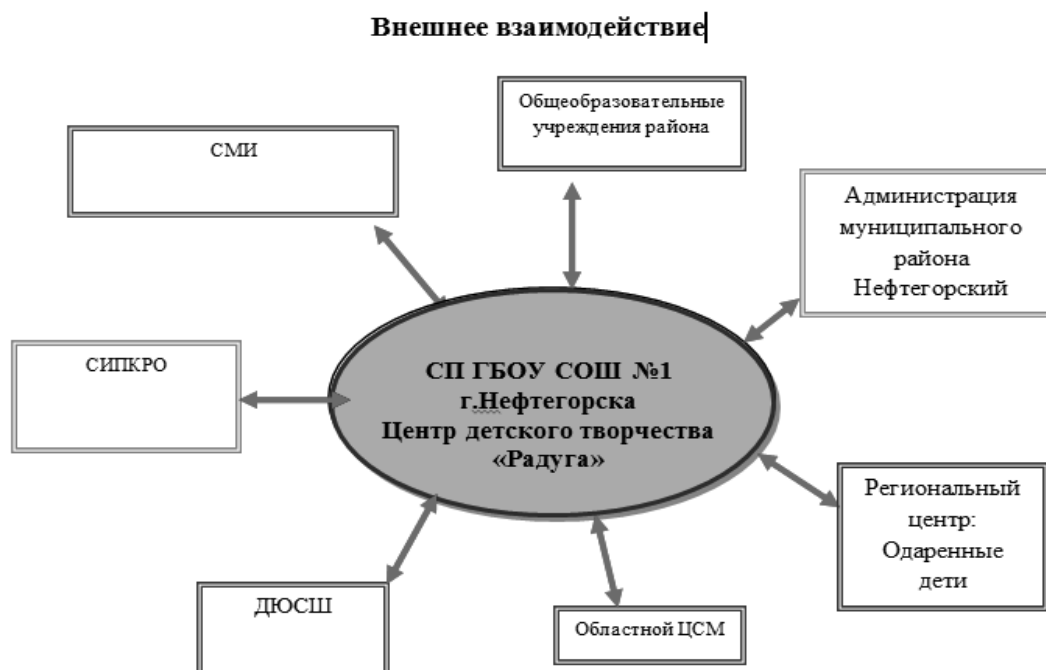 Внешнее взаимодействие
Общеобразовательные
учреждения района
СМИ
Администрация
муниципального
района
Нефтегорский
СИПКРО
СП ГБОУ СОШ №1
г.Нефтегорска
Центр детского творчества
«Радуга»
Региональный
центр:
Одаренные
дети
ДЮСШ
Областной ЦСМ